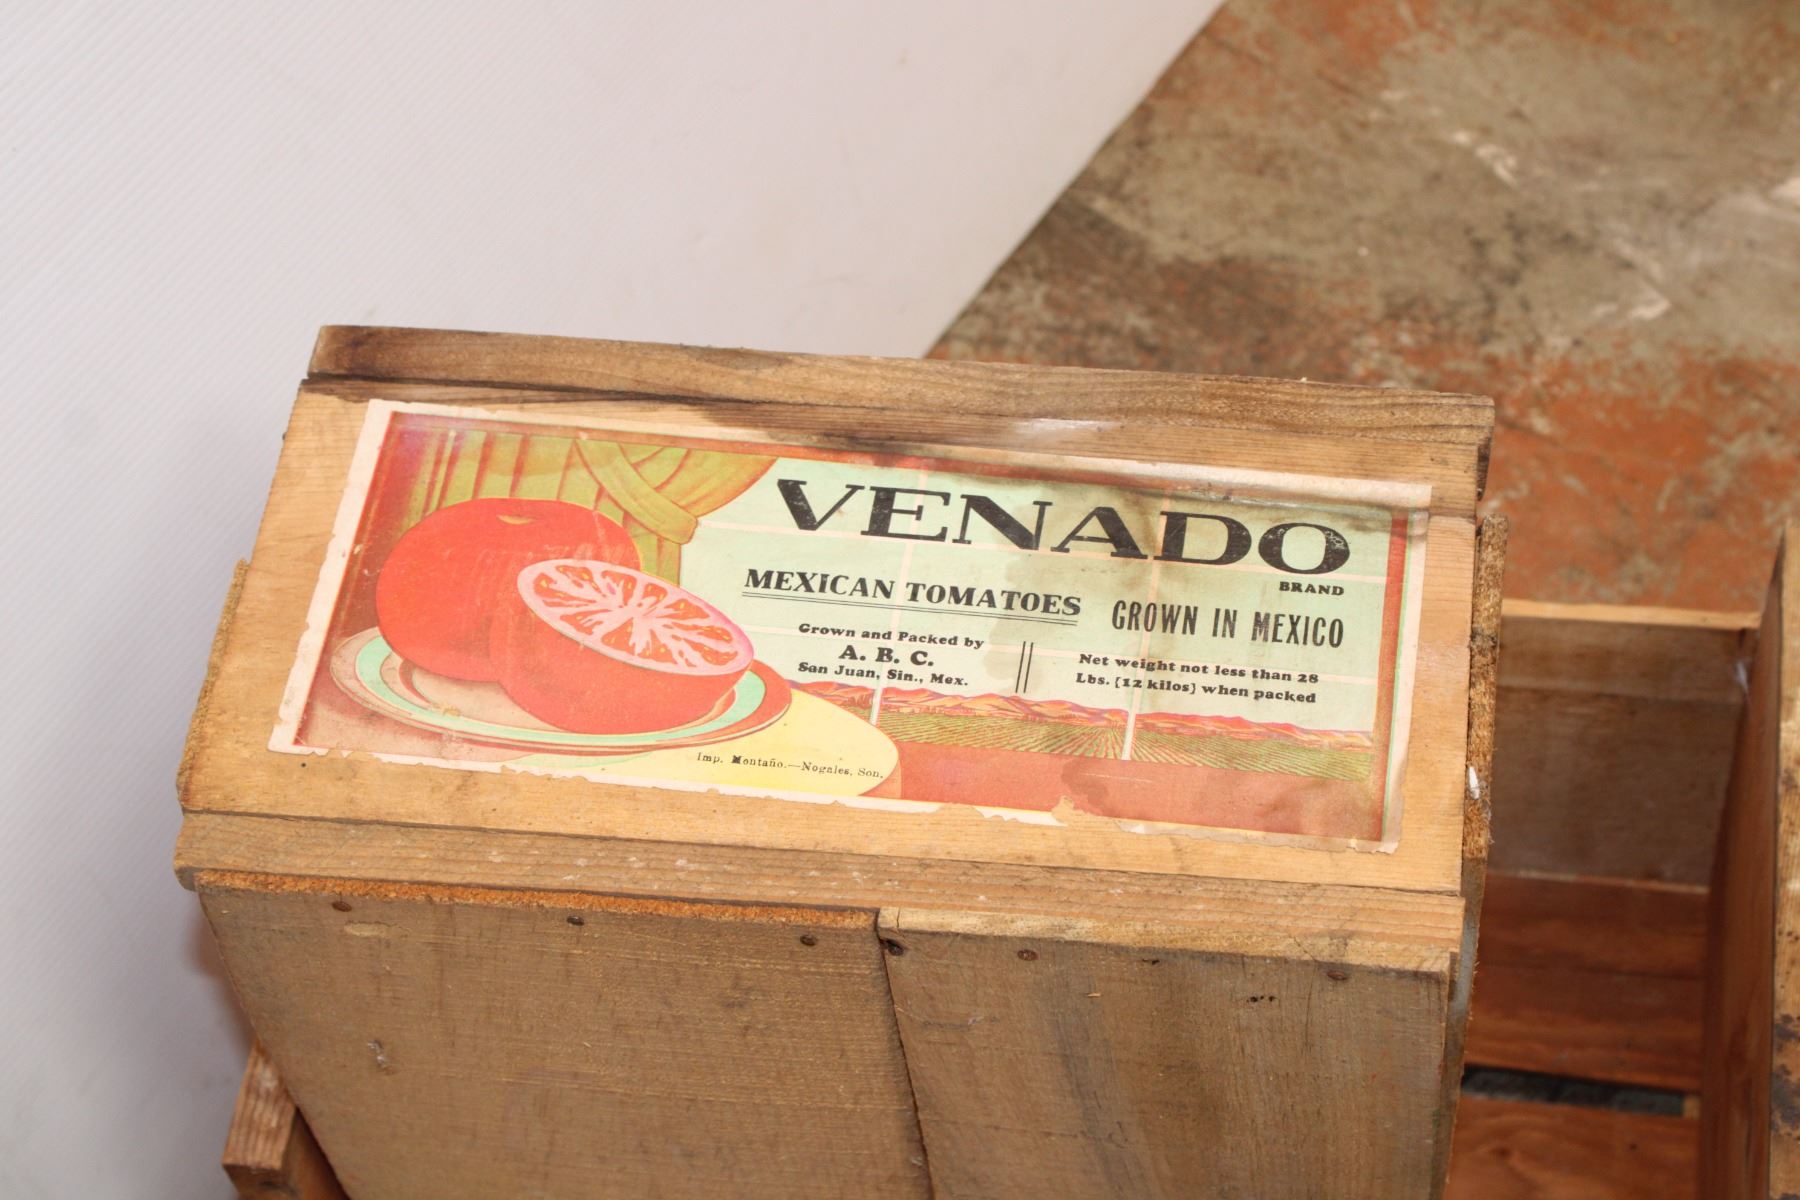 VENADO
BRAND
MEXICAN TOMATOES
GROWN IN MEXICO
Grown and Packed by
A. B. C.
San Juan, Sin., Mex.
Net weight not less than 28
Lbs. (12 kilos) when packed
Imp. Montaño.—Nogales, Son.